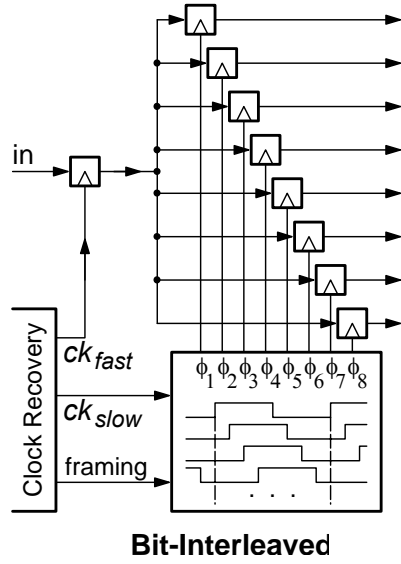 in
Clock Recovery
ck_fast
ck_slow
framing
ϕ1 ϕ2 ϕ3 ϕ4 ϕ5 ϕ6 ϕ7 ϕ8
. . .
Bit-Interleaved